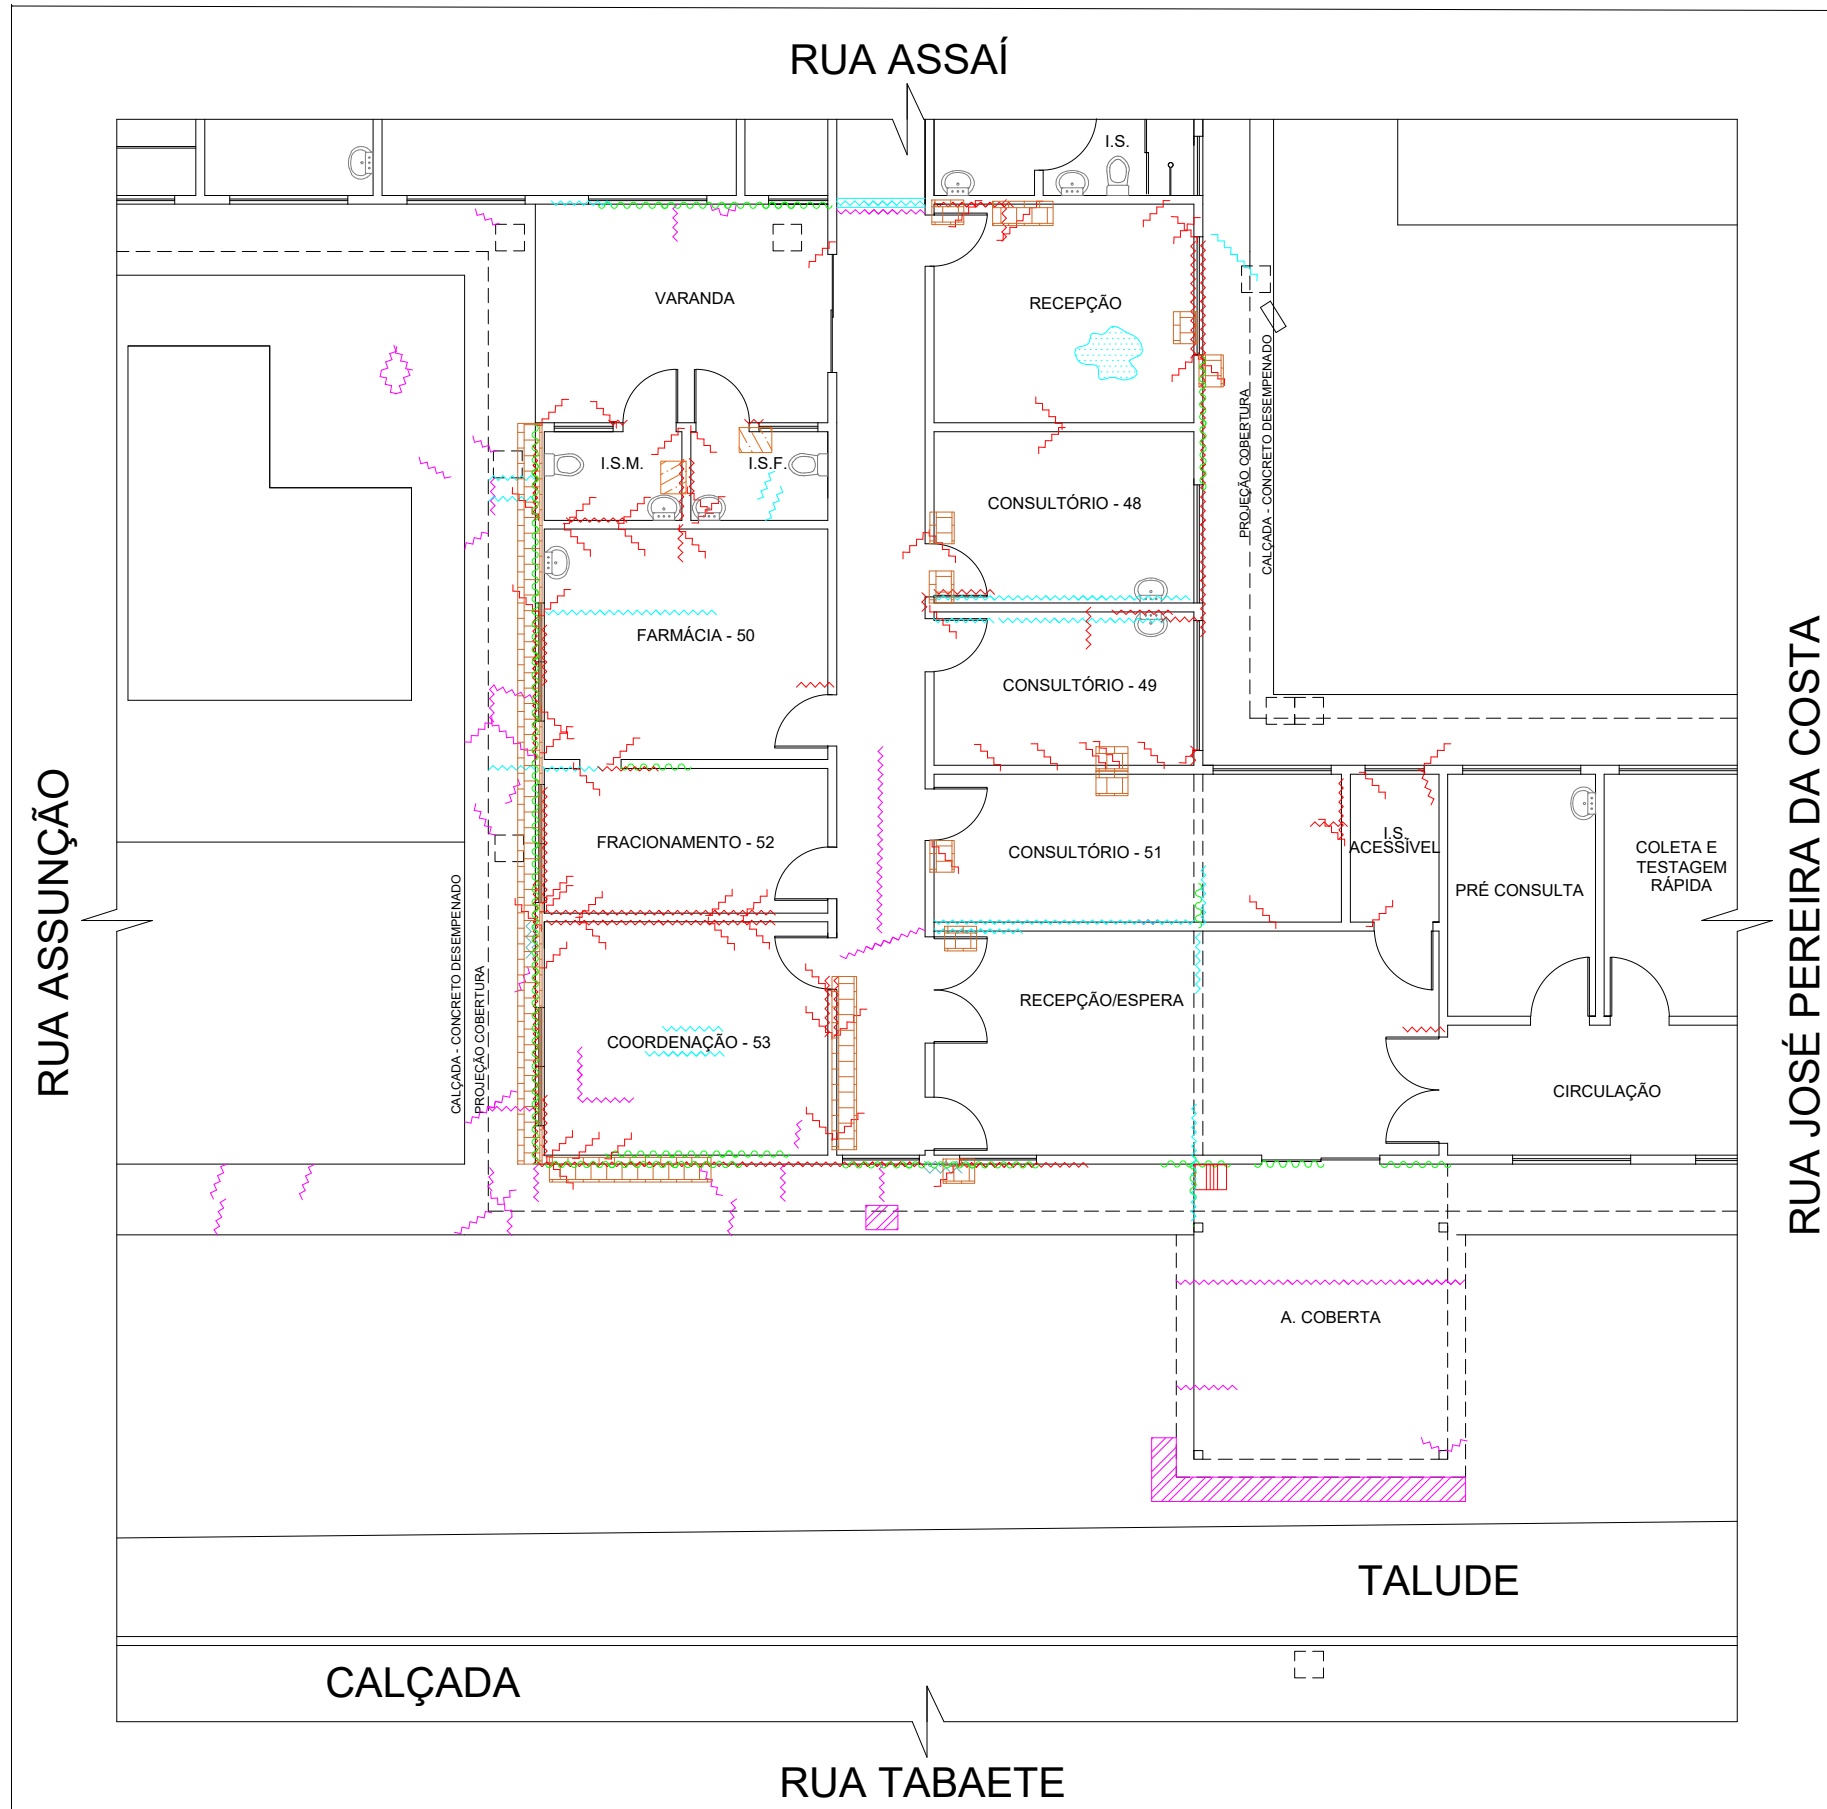 RUA ASSAÍ
I.S.
VARANDA
RECEPÇÃO
PROJEÇÃO COBERTURA
CALÇADA - CONCRETO DESEMPENADO
I.S.M.
I.S.F.
CONSULTÓRIO - 48
FARMÁCIA - 50
CONSULTÓRIO - 49
RUA ASSUNÇÃO
RUA JOSÉ PEREIRA DA COSTA
FRACIONAMENTO - 52
CONSULTÓRIO - 51
I.S.
ACESSÍVEL
PRÉ CONSULTA
COLETA E
TESTAGEM
RÁPIDA
CALÇADA - CONCRETO DESEMPENADO
PROJEÇÃO COBERTURA
RECEPÇÃO/ESPERA
COORDENAÇÃO - 53
CIRCULAÇÃO
A. COBERTA
TALUDE
CALÇADA
RUA TABAETE